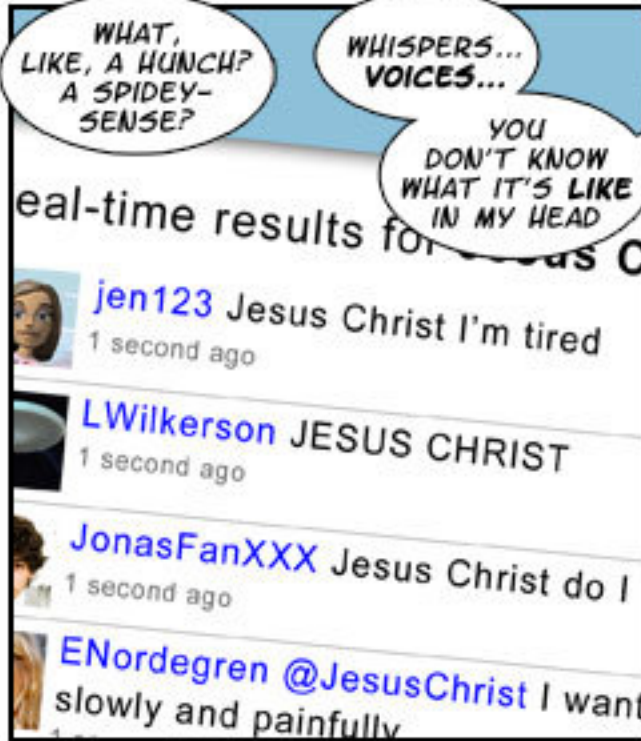 WHAT,
LIKE, A HUNCH?
A SPIDEY-
SENSE?
WHISPERS...
VOICES...
YOU
DON'T KNOW
WHAT IT'S LIKE
IN MY HEAD
eal-time results for
jen123 Jesus Christ I'm tired
1 second ago
LWilkerson JESUS CHRIST
1 second ago
JonasFanXXX Jesus Christ do I
1 second ago
ENordegren @JesusChrist I want
slowly and painfully